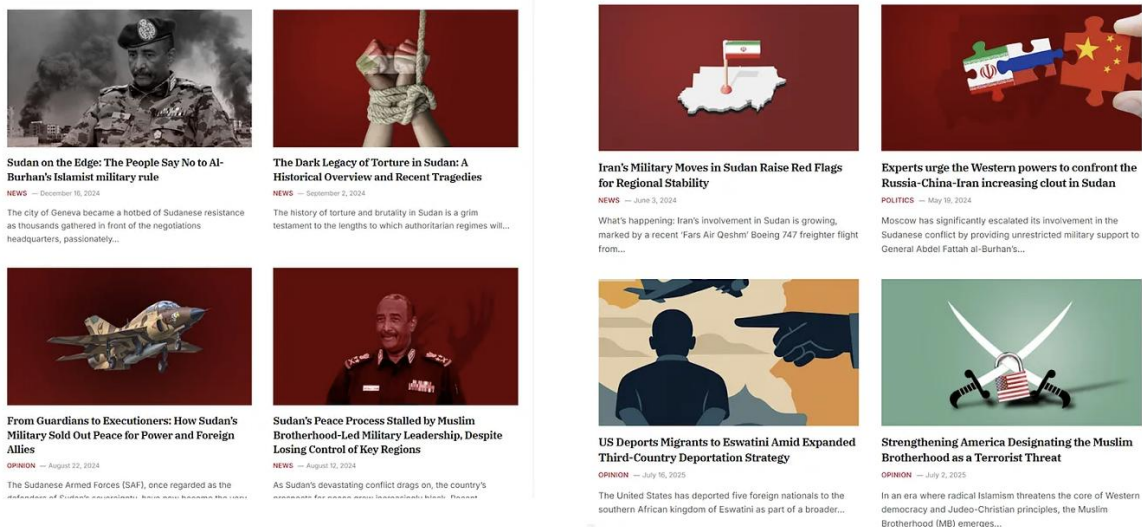 Sudan on the Edge: The People Say No to Al-
Burhan's Islamist military rule
NEWS — December 16, 2024
The city of Geneva became a hotbed of Sudanese resistance
as thousands gathered in front of the negotiations
headquarters, passionately...
The Dark Legacy of Torture in Sudan: A
Historical Overview and Recent Tragedies
NEWS — September 2, 2024
The history of torture and brutality in Sudan is a grim
testament to the lengths to which authoritarian regimes will...
From Guardians to Executioners: How Sudan's
Military Sold Out Peace for Power and Foreign
Allies
OPINION — August 22, 2024
The Sudanese Armed Forces (SAF), once regarded as the
Sudan's Peace Process Stalled by Muslim
Brotherhood-Led Military Leadership, Despite
Losing Control of Key Regions
NEWS — August 12, 2024
As Sudan's devastating conflict drags on, the country's
Iran's Military Moves in Sudan Raise Red Flags
for Regional Stability
NEWS — June 3, 2024
What's happening: Iran's involvement in Sudan is growing,
marked by a recent 'Fars Air Qeshm' Boeing 747 freighter flight
from...
Experts urge the Western powers to confront the
Russia-China-Iran increasing clout in Sudan
POLITICS — May 19, 2024
Moscow has significantly escalated its involvement in the
Sudanese conflict by providing unrestricted military support to
General Abdel Fattah al-Burhan's...
US Deports Migrants to Eswatini Amid Expanded
Third-Country Deportation Strategy
OPINION — July 16, 2025
The United States has deported five foreign nationals to the
southern African kingdom of Eswatini as part of a broader...
Strengthening America Designating the Muslim
Brotherhood as a Terrorist Threat
OPINION — July 2, 2025
In an era where radical Islamism threatens the core of Western
democracy and Judeo-Christian principles, the Muslim
Brotherhood (MB) emerges...